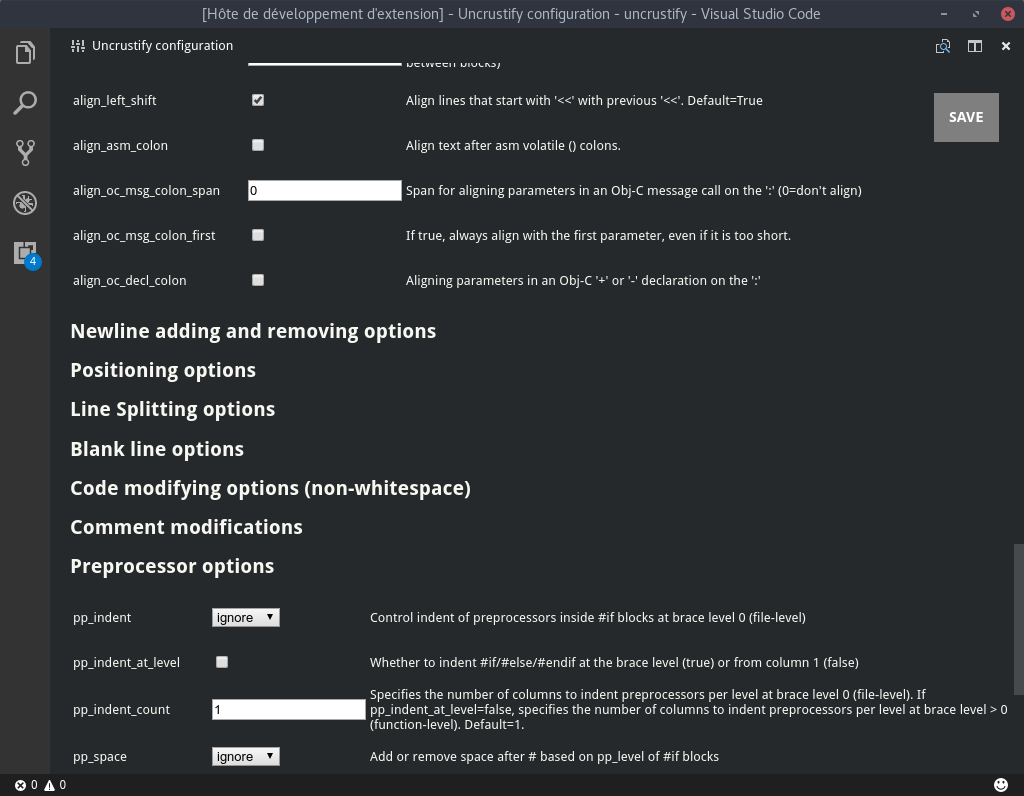 [Hôte de développement d'extension] - Uncrustify configuration - uncrustify - Visual Studio Code
Uncrustify configuration
between blocks)
align_left_shift
Align lines that start with '<<' with previous '<<'. Default=True
SAVE
align_asm_colon
Align text after asm volatile () colons.
align_oc_msg_colon_span
0
Span for aligning parameters in an Obj-C message call on the ':' (0=don't align)
align_oc_msg_colon_first
If true, always align with the first parameter, even if it is too short.
align_oc_decl_colon
Aligning parameters in an Obj-C '+' or '-' declaration on the ':'
Newline adding and removing options
Positioning options
Line Splitting options
Blank line options
Code modifying options (non-whitespace)
Comment modifications
Preprocessor options
pp_indent
ignore
Control indent of preprocessors inside #if blocks at brace level 0 (file-level)
pp_indent_at_level
Whether to indent #if/#else/#endif at the brace level (true) or from column 1 (false)
pp_indent_count
1
Specifies the number of columns to indent preprocessors per level at brace level 0 (file-level). If
pp_indent_at_level=false, specifies the number of columns to indent preprocessors per level at brace level > 0
(function-level). Default=1.
pp_space
ignore
Add or remove space after # based on pp_level of #if blocks
4
0
0